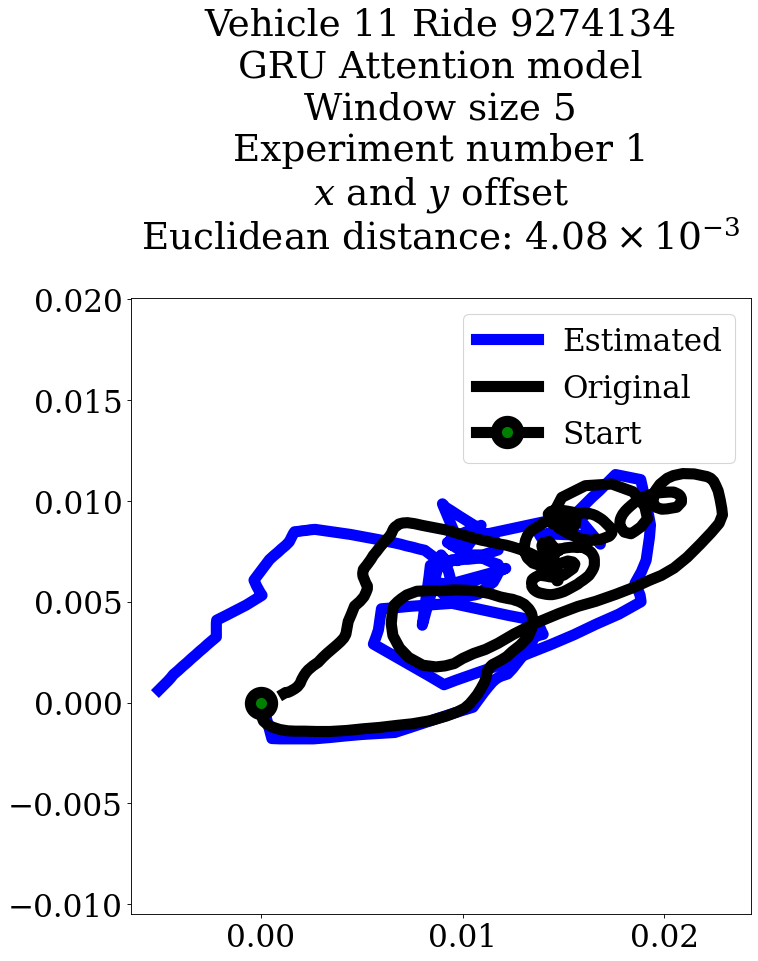 Vehicle 11 Ride 9274134
GRU Attention model
Window size 5
Experiment number 1
x and y offset
Euclidean distance: 4.08 × 10⁻³
0.020
0.015
0.010
0.005
0.000
−0.005
−0.010
Estimated
Original
Start
0.00 0.01 0.02